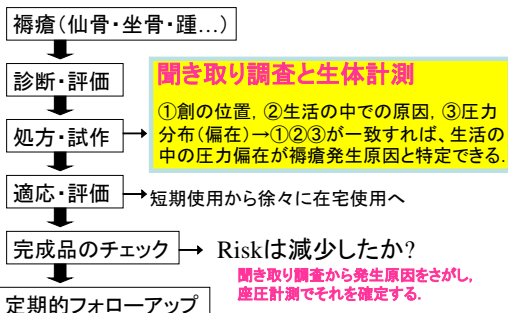 褥瘡(仙骨・坐骨・踵…)
診断・評価
聞き取り調査と生体計測
①創の位置, ②生活の中での原因, ③圧力
分布(偏在)→①②③が一致すれば、生活の
中の圧力偏在が褥瘡発生原因と特定できる.
処方・試作
適応・評価
→短期使用から徐々に在宅使用へ
完成品のチェック
→ Riskは減少したか?
聞き取り調査から発生原因をさがし,
座圧計測でそれを確定する.
定期的フォローアップ